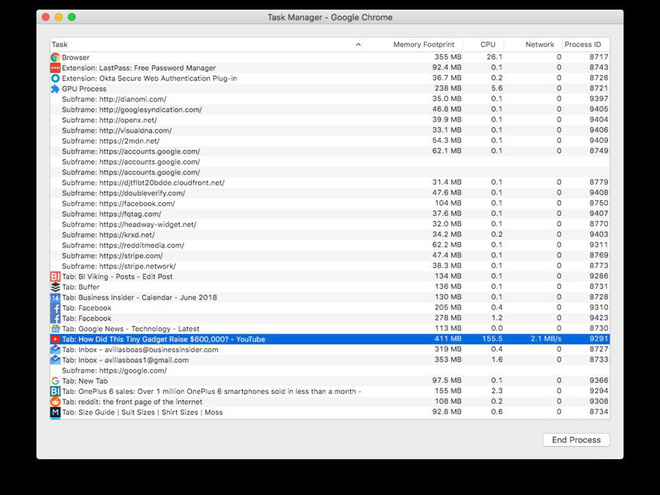 Task Manager - Google Chrome
Task Memory Footprint CPU Network Process ID
Browser 355 MB 26.1 0 8717
Extension: LastPass: Free Password Manager 92.4 MB 0.1 0 8743
Extension: Okta Secure Web Authentication Plug-in 36.7 MB 0.2 0 8726
GPU Process 238 MB 5.6 0 8721
Subframe: http://dianomi.com/ 35.0 MB 0.1 0 9397
Subframe: http://googlesyndication.com/ 46.8 MB 0.1 0 9405
Subframe: http://openx.net/ 39.9 MB 0.1 0 9404
Subframe: http://visualdna.com/ 33.1 MB 0.1 0 9406
Subframe: https://2mdn.net/ 54.3 MB 0.1 0 9409
Subframe: https://accounts.google.com/ 62.1 MB 0.1 0 8749
Subframe: https://accounts.google.com/
Subframe: https://accounts.google.com/
Subframe: https://djtflbt20bdde.cloudfront.net/ 31.4 MB 0.1 0 8779
Subframe: https://doubleverify.com/ 47.6 MB 0.1 0 9408
Subframe: https://facebook.com/ 104 MB 0.1 0 8750
Subframe: https://fqtag.com/ 37.6 MB 0.1 0 9407
Subframe: https://headway-widget.net/ 32.0 MB 0.1 0 8770
Subframe: https://krxd.net/ 34.2 MB 0.2 0 9403
Subframe: https://redditmedia.com/ 62.2 MB 0.1 0 9311
Subframe: https://stripe.com/ 47.4 MB 0.1 0 8769
Subframe: https://stripe.network/ 38.3 MB 0.1 0 8773
BI Tab: BI Viking - Posts - Edit Post 134 MB 0.1 0 9286
Tab: Buffer 136 MB 0.1 0 8731
14 Tab: Business Insider - Calendar - June 2018 130 MB 0.1 0 8728
Tab: Facebook 205 MB 0.4 0 9310
Tab: Facebook 278 MB 1.2 0 9423
Tab: Google News - Technology - Latest 113 MB 0.0 0 8730
Tab: How Did This Tiny Gadget Raise $600,000? - YouTube 411 MB 155.5 2.1 MB/s 9291
Tab: Inbox – avillasboas@businessinsider.com 319 MB 0.4 0 8727
Tab: Inbox – avillasboas1@gmail.com 353 MB 1.6 0 8733
Subframe: https://google.com/
Tab: New Tab 97.5 MB 0.1 0 9366
BI Tab: OnePlus 6 sales: Over 1 million OnePlus 6 smartphones sold in less than a month - 155 MB 2.3 0 9294
Tab: reddit: the front page of the internet 108 MB 0.2 0 9308
M Tab: Size Guide | Suit Sizes | Shirt Sizes | Moss 92.8 MB 0.6 0 8734
End Process